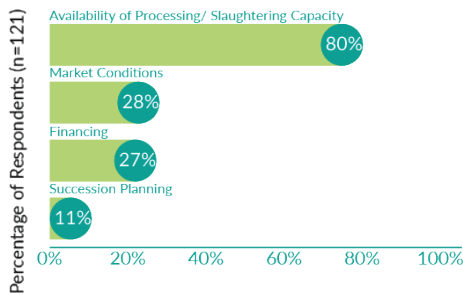 Percentage of Respondents (n=121)
Availability of Processing/ Slaughtering Capacity
80%
Market Conditions
28%
Financing
27%
Succession Planning
11%
0% 20% 40% 60% 80% 100%